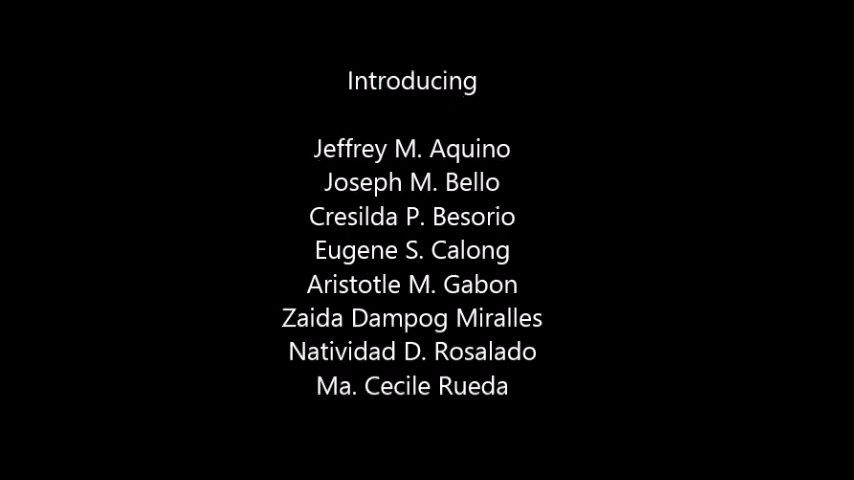 Introducing
Jeffrey M. Aquino
Joseph M. Bello
Cresilda P. Besorio
Eugene S. Calong
Aristotle M. Gabon
Zaida Dampog Miralles
Natividad D. Rosalado
Ma. Cecile Rueda